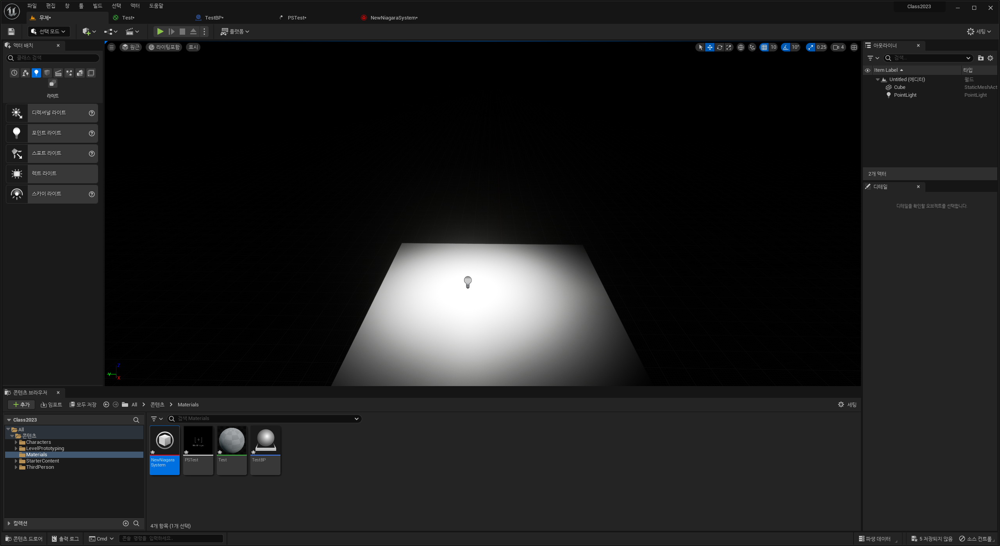 파일 편집 창 툴 빌드 선택 액터 도움말
Class2023
무제* Test* TestBP* PSTest* NewNiagaraSystem*
선택 모드 플랫폼 세팅
액터 배치
클래스 검색
라이트
디렉셔널 라이트
포인트 라이트
스포트 라이트
렉트 라이트
스카이 라이트
원근 라이팅포함 표시
10 10° 0.25 4
Z
Y
X
아웃라이너
검색...
Item Label 타입
Untitled (에디터) 월드
Cube StaticMeshAct
PointLight PointLight
2개 액터
디테일
디테일을 확인할 오브젝트를 선택합니다.
콘텐츠 브라우저
추가 임포트 모두 저장 All 콘텐츠 Materials 세팅
Class2023
All
콘텐츠
Characters
LevelPrototyping
Materials
StarterContent
ThirdPerson
컬렉션
검색 Materials
No Image
NewNiagara
System
PSTest
Test
TestBP
4개 항목 (1개 선택)
콘텐츠 드로어 출력 로그 Cmd 콘솔 명령을 입력하세요. 파생 데이터 5 저장되지 않음 소스 컨트롤